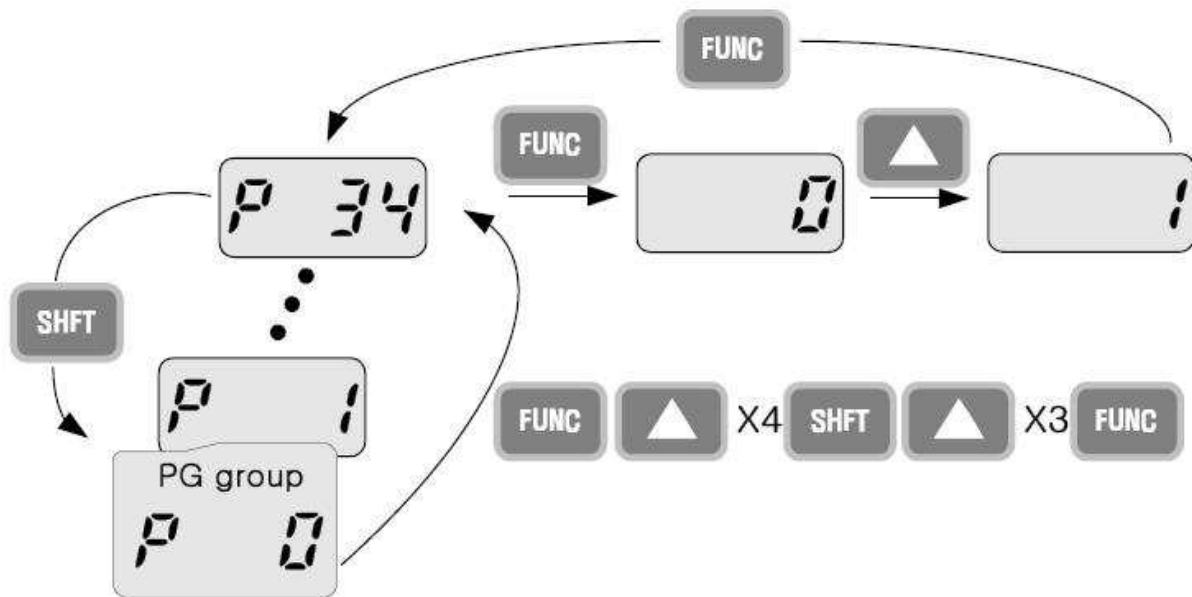 FUNC
FUNC
P 34
0
1
SHFT
P 1
FUNC X4 SHFT X3 FUNC
PG group
P 0